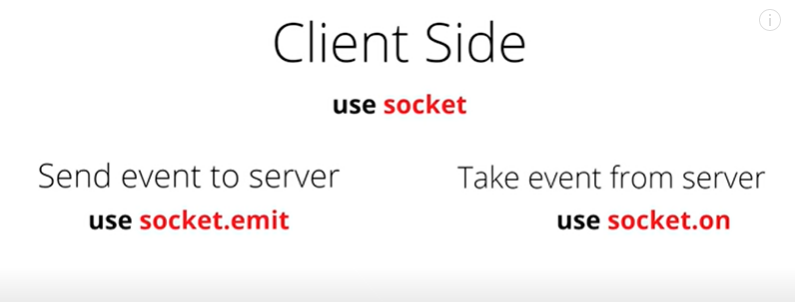 Client Side
use socket
Send event to server
use socket.emit
Take event from server
use socket.on